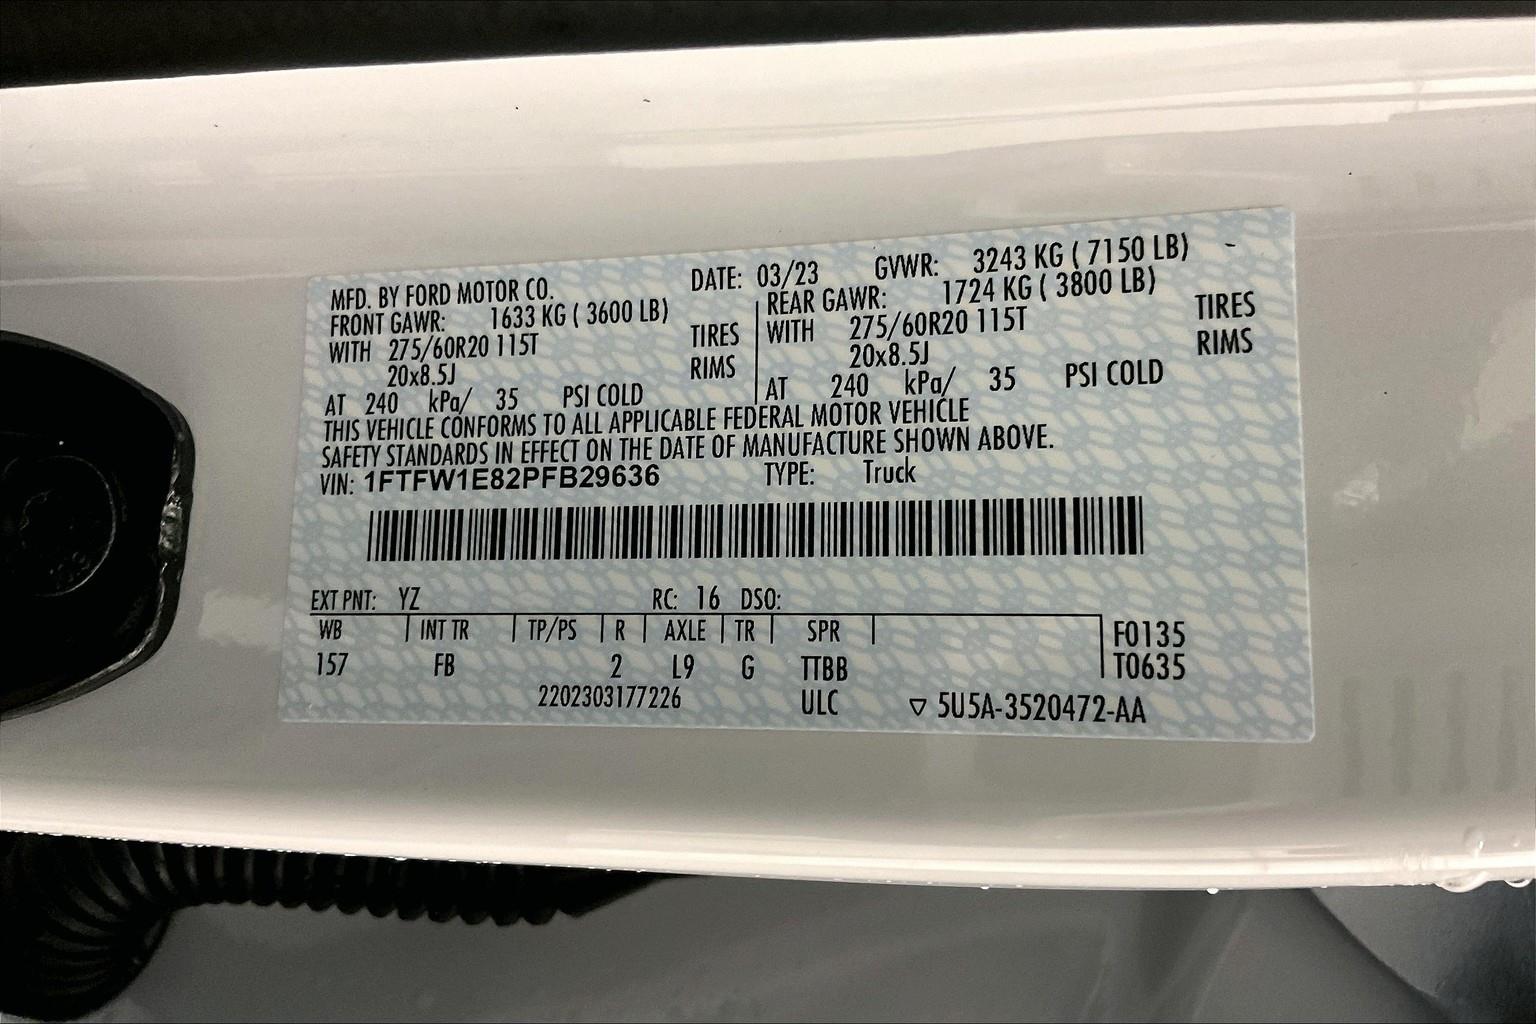 MFD. BY FORD MOTOR CO. DATE: 03/23 GVWR: 3243 KG ( 7150 LB)
FRONT GAWR: 1633 KG ( 3600 LB) REAR GAWR: 1724 KG ( 3800 LB)
WITH 275/60R20 115T TIRES WITH 275/60R20 115T TIRES
20x8.5J RIMS 20x8.5J RIMS
AT 240 kPa/ 35 PSI COLD AT 240 kPa/ 35 PSI COLD
THIS VEHICLE CONFORMS TO ALL APPLICABLE FEDERAL MOTOR VEHICLE
SAFETY STANDARDS IN EFFECT ON THE DATE OF MANUFACTURE SHOWN ABOVE.
VIN: 1FTFW1E82PFB29636 TYPE: Truck
EXT PNT: YZ RC: 16 DSO:
WB INT TR TP/PS R AXLE TR SPR F0135
157 FB 2 L9 G TTBB T0635
2202303177226 ULC ▽ 5U5A-3520472-AA